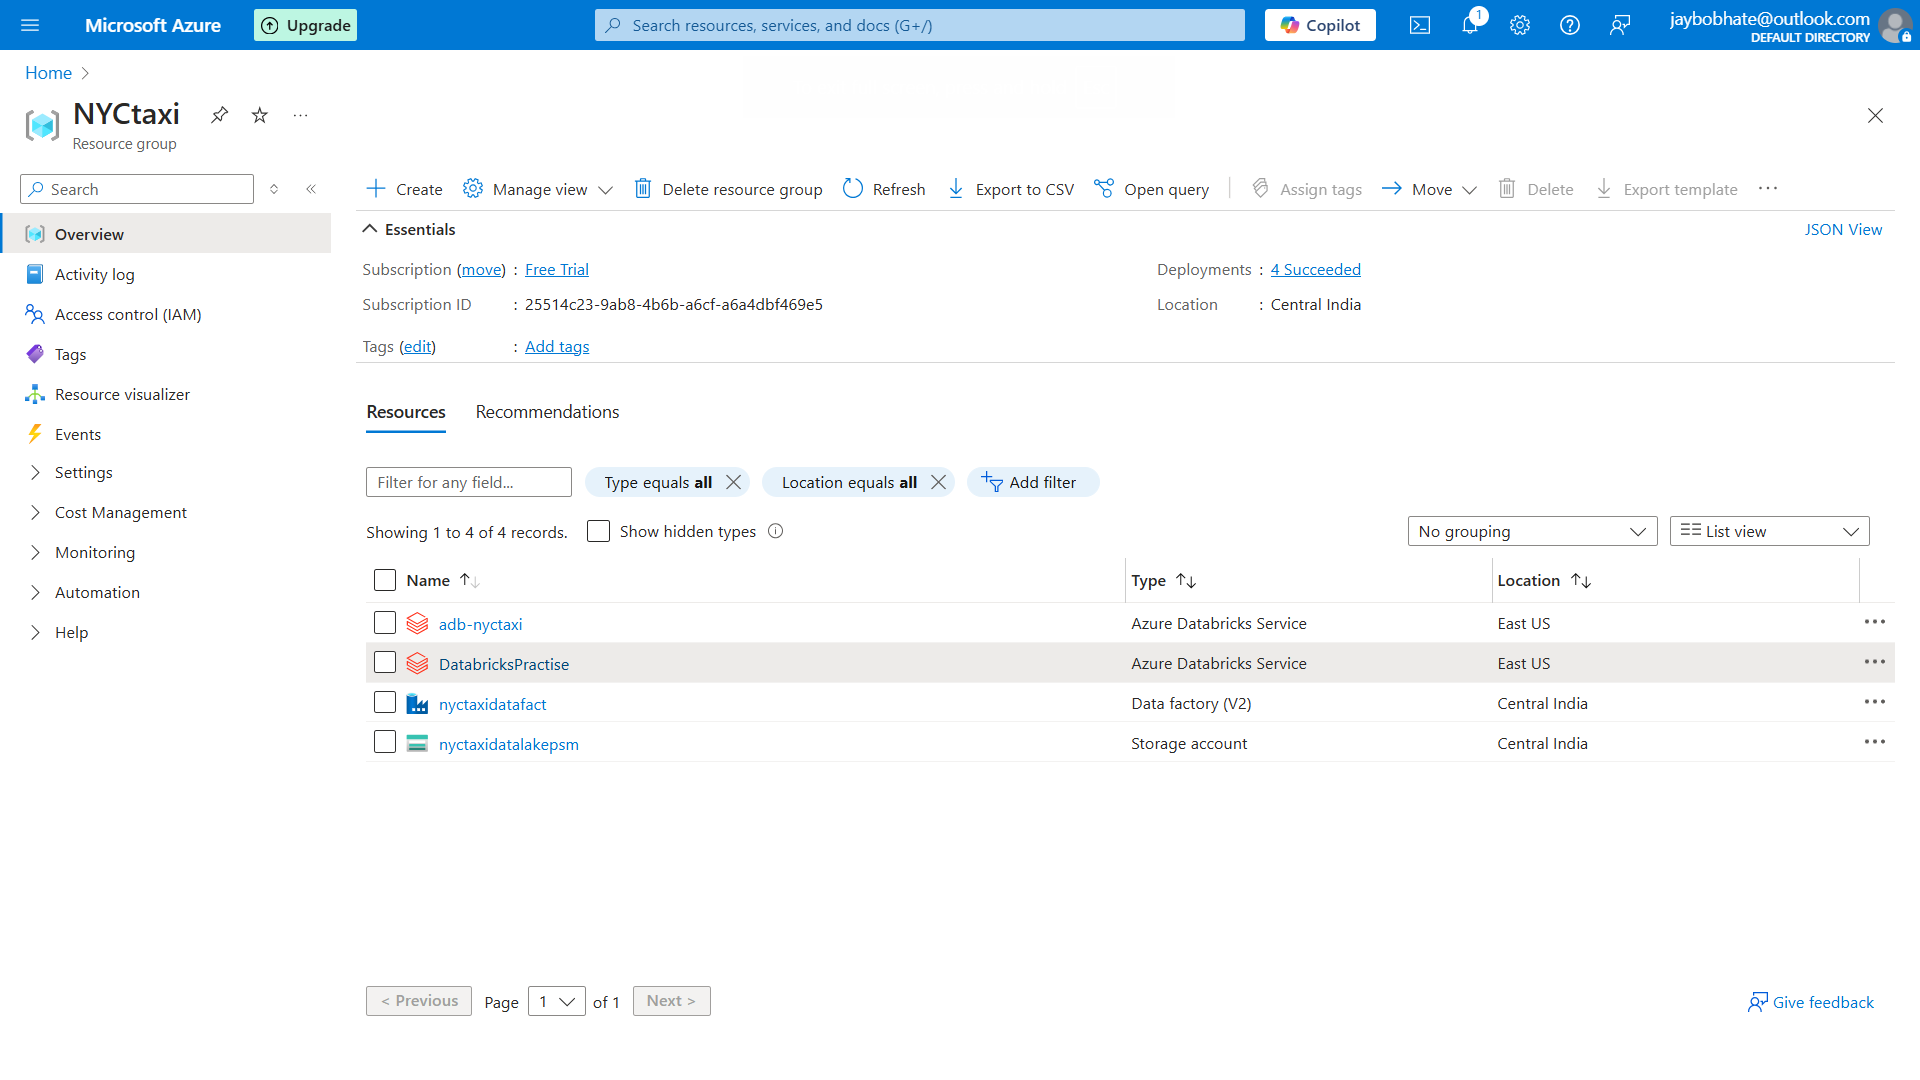 Microsoft Azure
Upgrade
Search resources, services, and docs (G+/)
Copilot
1
jaybobhate@outlook.com
DEFAULT DIRECTORY
Home
NYCtaxi
Resource group
Search
Create
Manage view
Delete resource group
Refresh
Export to CSV
Open query
Assign tags
Move
Delete
Export template
Overview
Activity log
Access control (IAM)
Tags
Resource visualizer
Events
Settings
Cost Management
Monitoring
Automation
Help
Essentials
JSON View
Subscription (move) : Free Trial
Deployments : 4 Succeeded
Subscription ID : 25514c23-9ab8-4b6b-a6cf-a6a4dbf469e5
Location : Central India
Tags (edit) : Add tags
Resources
Recommendations
Filter for any field...
Type equals all
Location equals all
Add filter
Showing 1 to 4 of 4 records.
Show hidden types
No grouping
List view
Name Type Location
adb-nyctaxi Azure Databricks Service East US
DatabricksPractise Azure Databricks Service East US
nyctaxidatafact Data factory (V2) Central India
nyctaxidatalakepsm Storage account Central India
< Previous Page 1 of 1 Next >
Give feedback